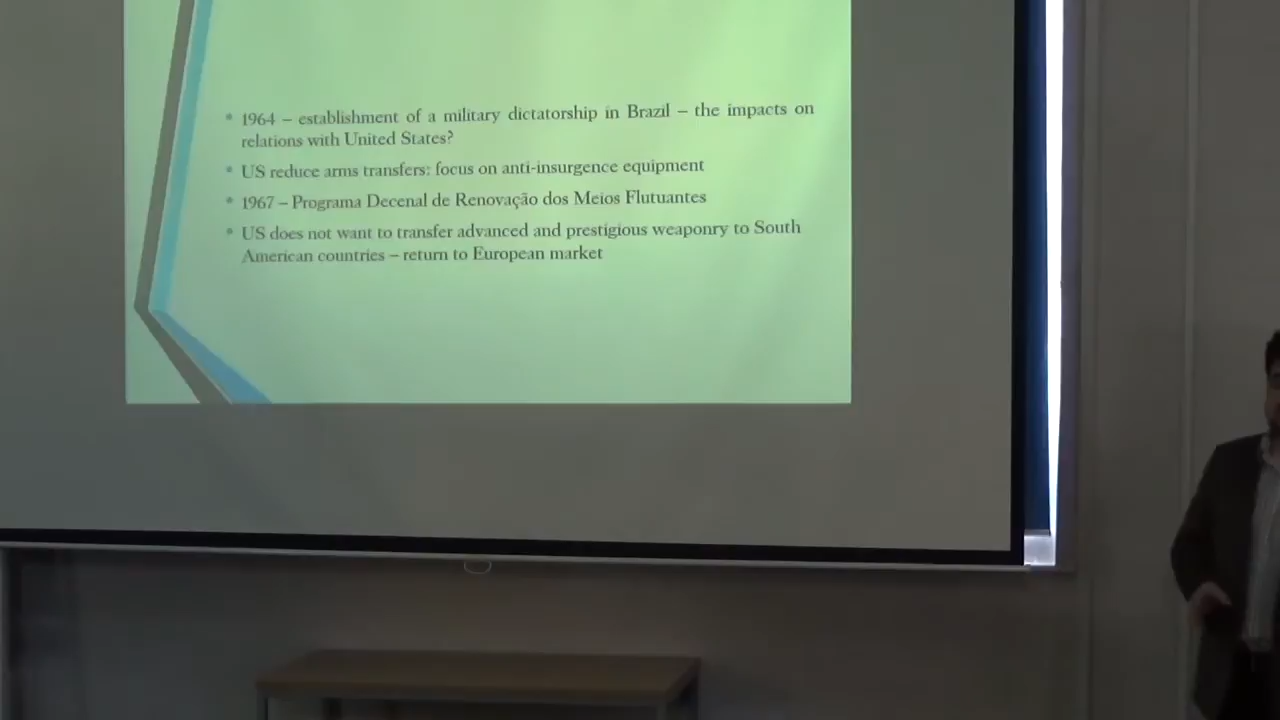 * 1964 – establishment of a military dictatorship in Brazil – the impacts on
relations with United States?
* US reduce arms transfers: focus on anti-insurgence equipment
* 1967 – Programa Decenal de Renovação dos Meios Flutuantes
* US does not want to transfer advanced and prestigious weaponry to South
American countries – return to European market